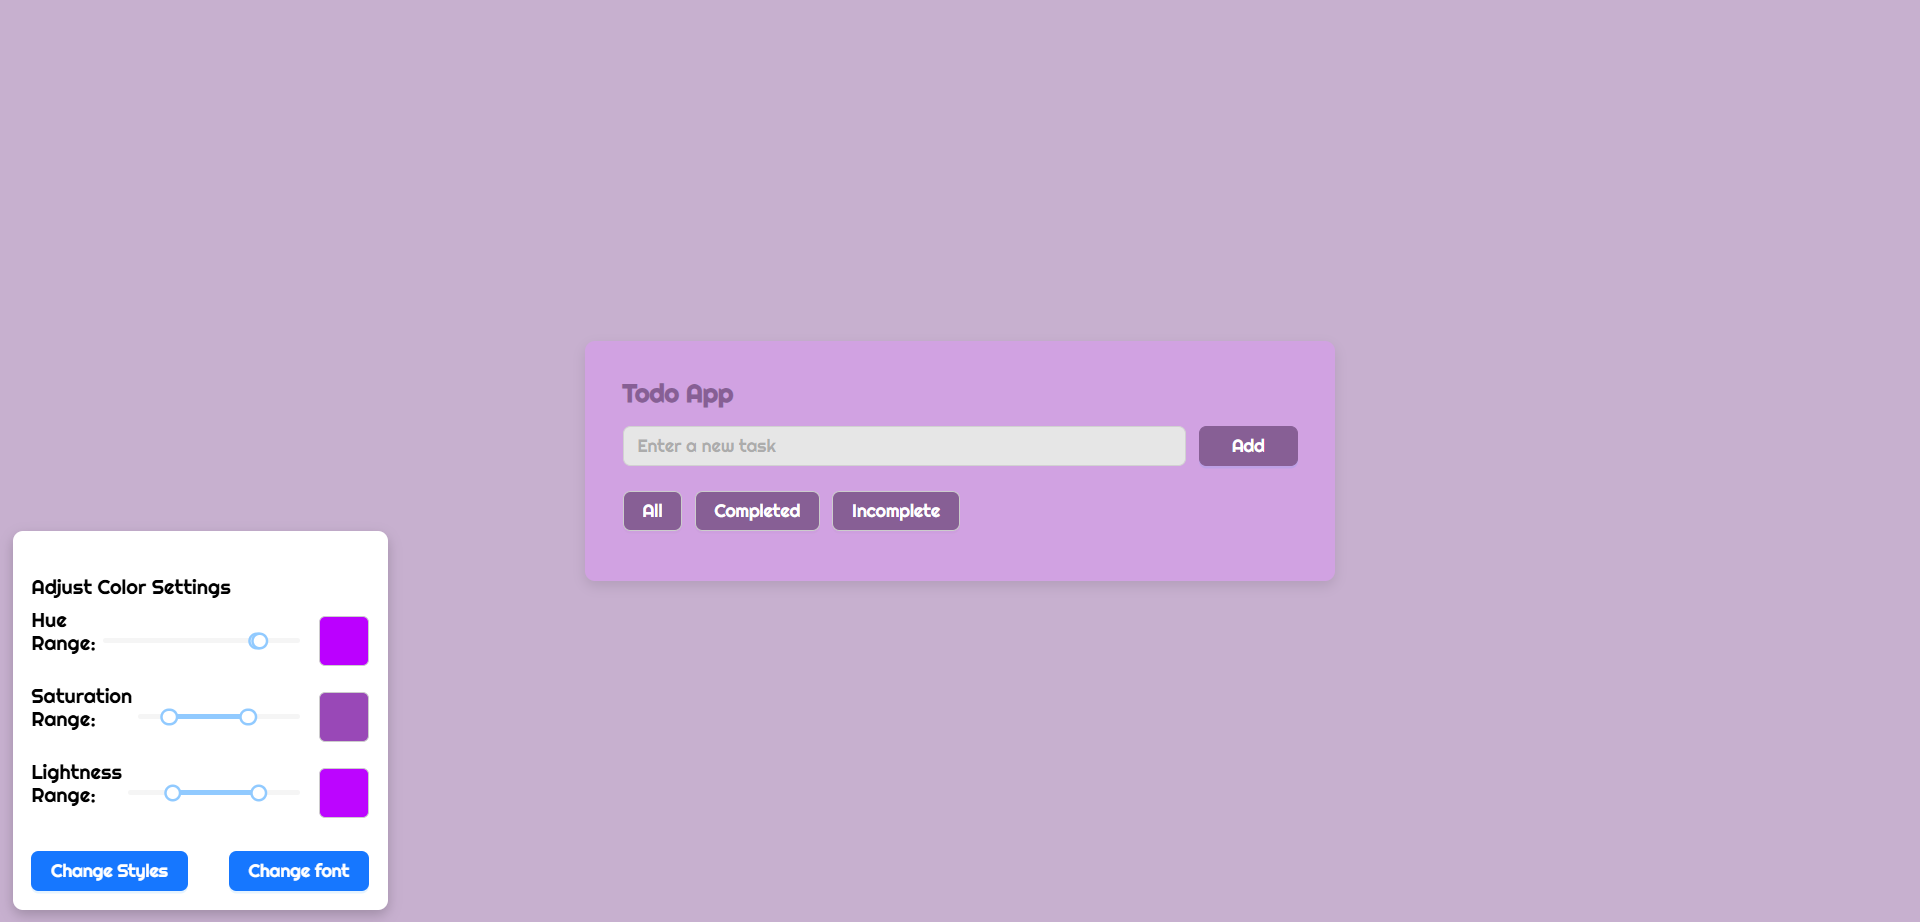 Todo App
Enter a new task
Add
All
Completed
Incomplete
Adjust Color Settings
Hue
Range:
Saturation
Range:
Lightness
Range:
Change Styles
Change font